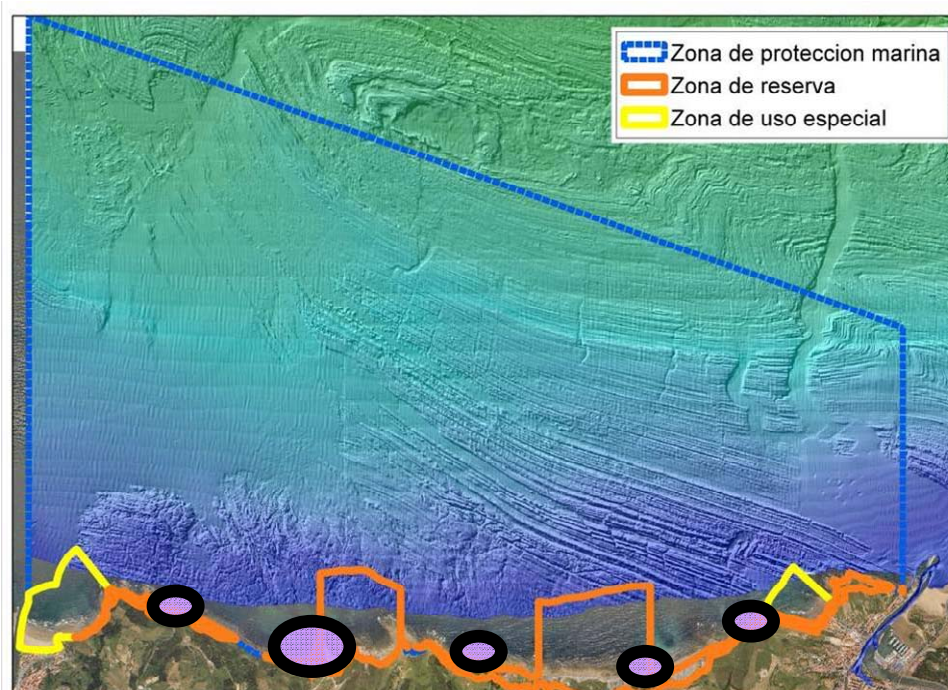 Zona de proteccion marina
Zona de reserva
Zona de uso especial